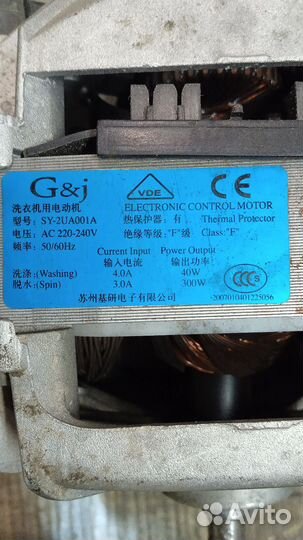 G&j
VDE
CE
洗衣机用电动机
ELECTRONIC CONTROL MOTOR
型号: SY-2UA001A
热保护器: 有 Thermal Protector
电压: AC 220-240V
绝缘等级: "F"级 Class: "F"
频率: 50/60Hz
Current Input Power Output
输入电流 输出功率:
洗涤: (Washing) 4.0A 40W
脱水: (Spin) 3.0A 300W
CCC
苏州基研电子有限公司
2007010401225056
Avito